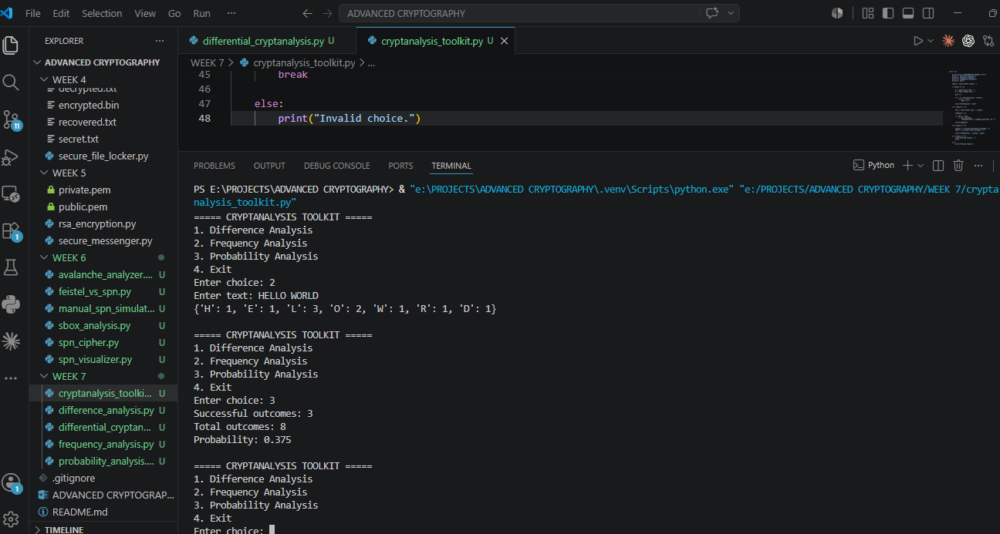 File Edit Selection View Go Run ··· ADVANCED CRYPTOGRAPHY
EXPLORER ···
ADVANCED CRYPTOGRAPHY
WEEK 4
decrypted.txt
encrypted.bin
recovered.txt
secret.txt
secure_file_locker.py
WEEK 5
private.pem
public.pem
rsa_encryption.py
secure_messenger.py
WEEK 6
avalanche_analyzer.... U
feistel_vs_spn.py U
manual_spn_simulat... U
sbox_analysis.py U
spn_cipher.py U
spn_visualizer.py U
WEEK 7
cryptanalysis_toolki... U
difference_analysis.py U
differential_cryptan... U
frequency_analysis.py U
probability_analysis.... U
.gitignore
ADVANCED CRYPTOGRAP...
README.md
TIMELINE
11
1
1
differential_cryptanalysis.py U cryptanalysis_toolkit.py U
WEEK 7 > cryptanalysis_toolkit.py > ...
45 break
46
47 else:
48 print("Invalid choice.")
PROBLEMS OUTPUT DEBUG CONSOLE PORTS TERMINAL Python
PS E:\PROJECTS\ADVANCED CRYPTOGRAPHY> & "e:\PROJECTS\ADVANCED CRYPTOGRAPHY\.venv\Scripts\python.exe" "e:/PROJECTS/ADVANCED CRYPTOGRAPHY/WEEK 7/crypta
nalysis_toolkit.py"
===== CRYPTANALYSIS TOOLKIT =====
1. Difference Analysis
2. Frequency Analysis
3. Probability Analysis
4. Exit
Enter choice: 2
Enter text: HELLO WORLD
{'H': 1, 'E': 1, 'L': 3, 'O': 2, 'W': 1, 'R': 1, 'D': 1}
===== CRYPTANALYSIS TOOLKIT =====
1. Difference Analysis
2. Frequency Analysis
3. Probability Analysis
4. Exit
Enter choice: 3
Successful outcomes: 3
Total outcomes: 8
Probability: 0.375
===== CRYPTANALYSIS TOOLKIT =====
1. Difference Analysis
2. Frequency Analysis
3. Probability Analysis
4. Exit
Enter choice: